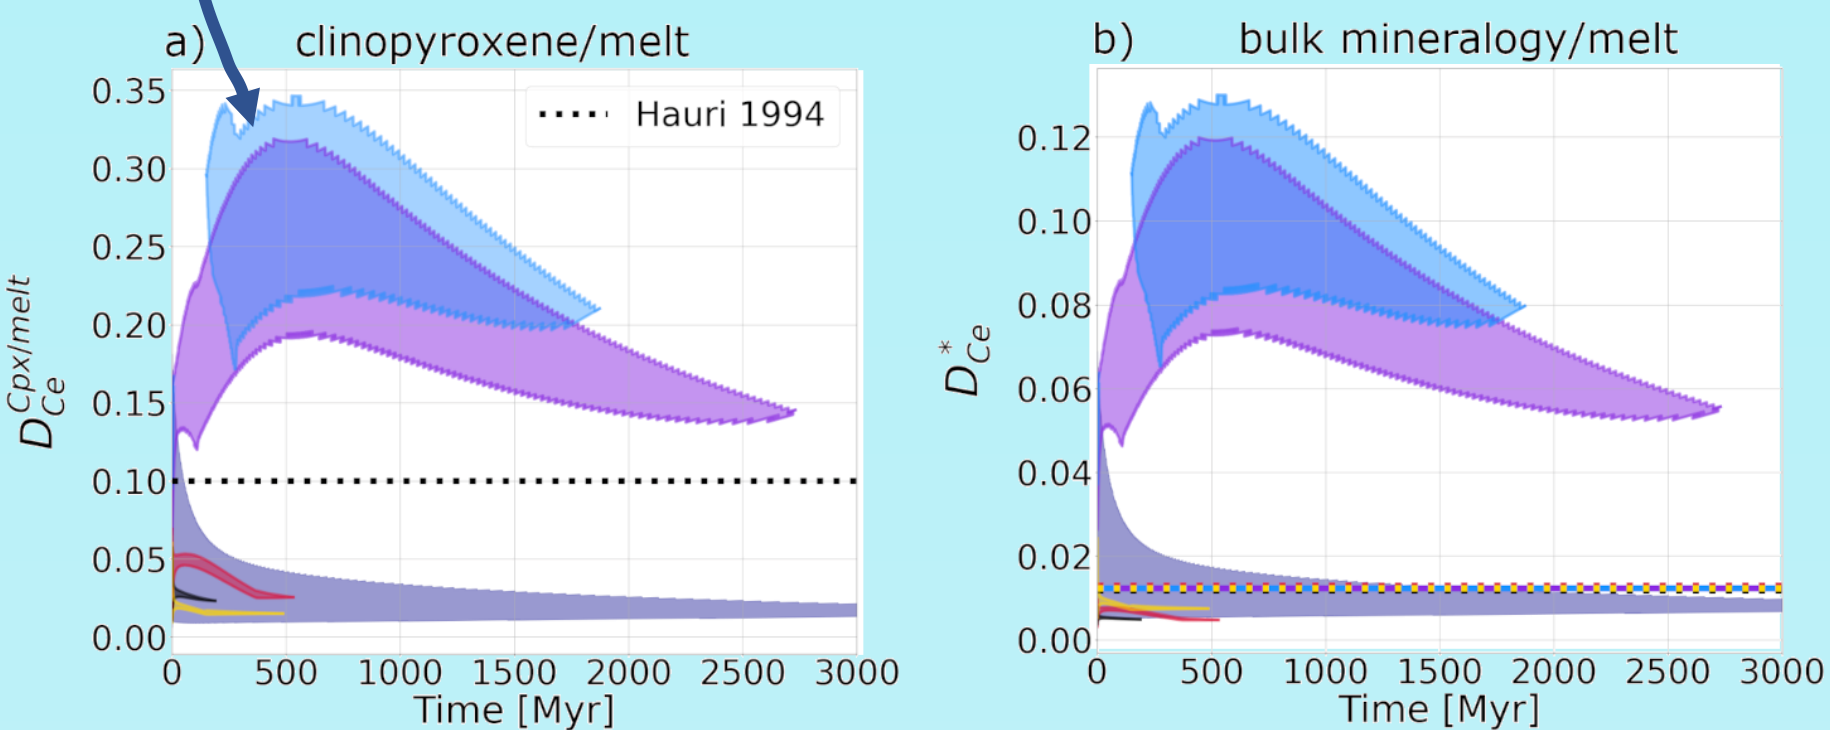 a) clinopyroxene/melt
0.35
0.30
0.25
0.20
0.15
0.10
0.05
0.00
D_{Ce}^{Cpx/melt}
Hauri 1994
0 500 1000 1500 2000 2500 3000
Time [Myr]
b) bulk mineralogy/melt
0.12
0.10
0.08
0.06
0.04
0.02
0.00
D_{Ce}^{*}
0 500 1000 1500 2000 2500 3000
Time [Myr]